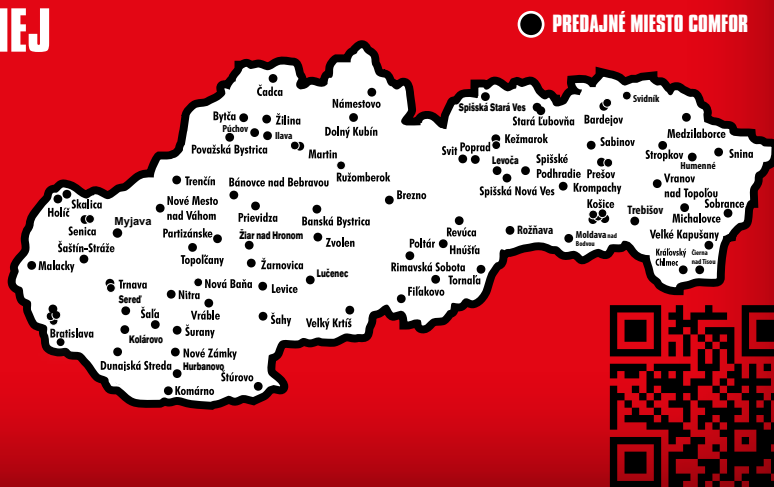 IEJ
PREDAJNÉ MIESTO COMFOR
Čadca
Námestovo
Bytča
Žilina
Púchov
Ilava
Dolný Kubín
Považská Bystrica
Martin
Ružomberok
Spišská Stará Ves
Stará Ľubovňa
Svidník
Bardejov
Medzilaborce
Kežmarok
Sabinov
Svit
Poprad
Levoča
Spišské
Podhradie
Stropkov
Humenné
Snina
Prešov
Spišská Nová Ves
Krompachy
Vranov
nad Topoľou
Trenčín
Bánovce nad Bebravou
Brezno
Košice
Sobrance
Skalica
Holíč
Nové Mesto
nad Váhom
Prievidza
Banská Bystrica
Trebišov
Michalovce
Senica
Myjava
Partizánske
Žiar nad Hronom
Zvolen
Revúca
Rožňava
Moldava nad
Bodvou
Veľké Kapušany
Šaštín-Stráže
Topoľčany
Poltár
Hnúšťa
Kráľovský
Chlmec
Čierna
nad Tisou
Malacky
Žarnovica
Rimavská Sobota
Tornaľa
Trnava
Nová Baňa
Lučenec
Levice
Fiľakovo
Sereď
Nitra
Vráble
Šaľa
Šahy
Veľký Krtíš
Bratislava
Kolárovo
Šurany
Nové Zámky
Dunajská Streda
Hurbanovo
Štúrovo
Komárno